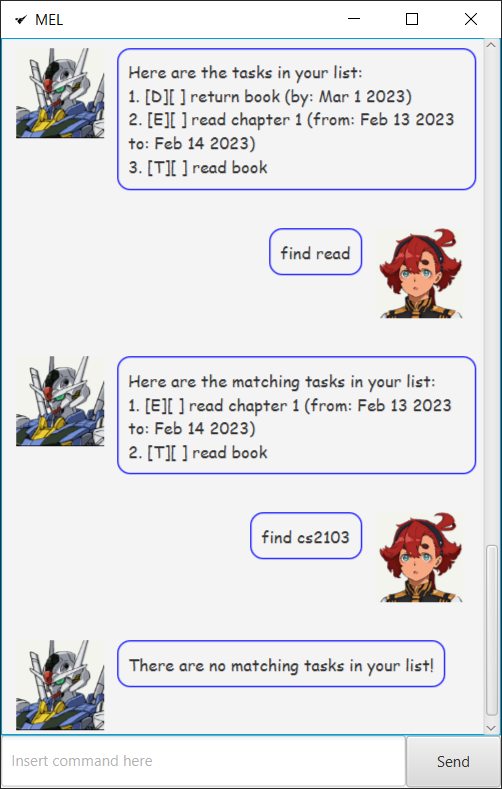 MEL
Here are the tasks in your list:
1. [D][ ] return book (by: Mar 1 2023)
2. [E][ ] read chapter 1 (from: Feb 13 2023
to: Feb 14 2023)
3. [T][ ] read book
find read
Here are the matching tasks in your list:
1. [E][ ] read chapter 1 (from: Feb 13 2023
to: Feb 14 2023)
2. [T][ ] read book
find cs2103
There are no matching tasks in your list!
Insert command here
Send